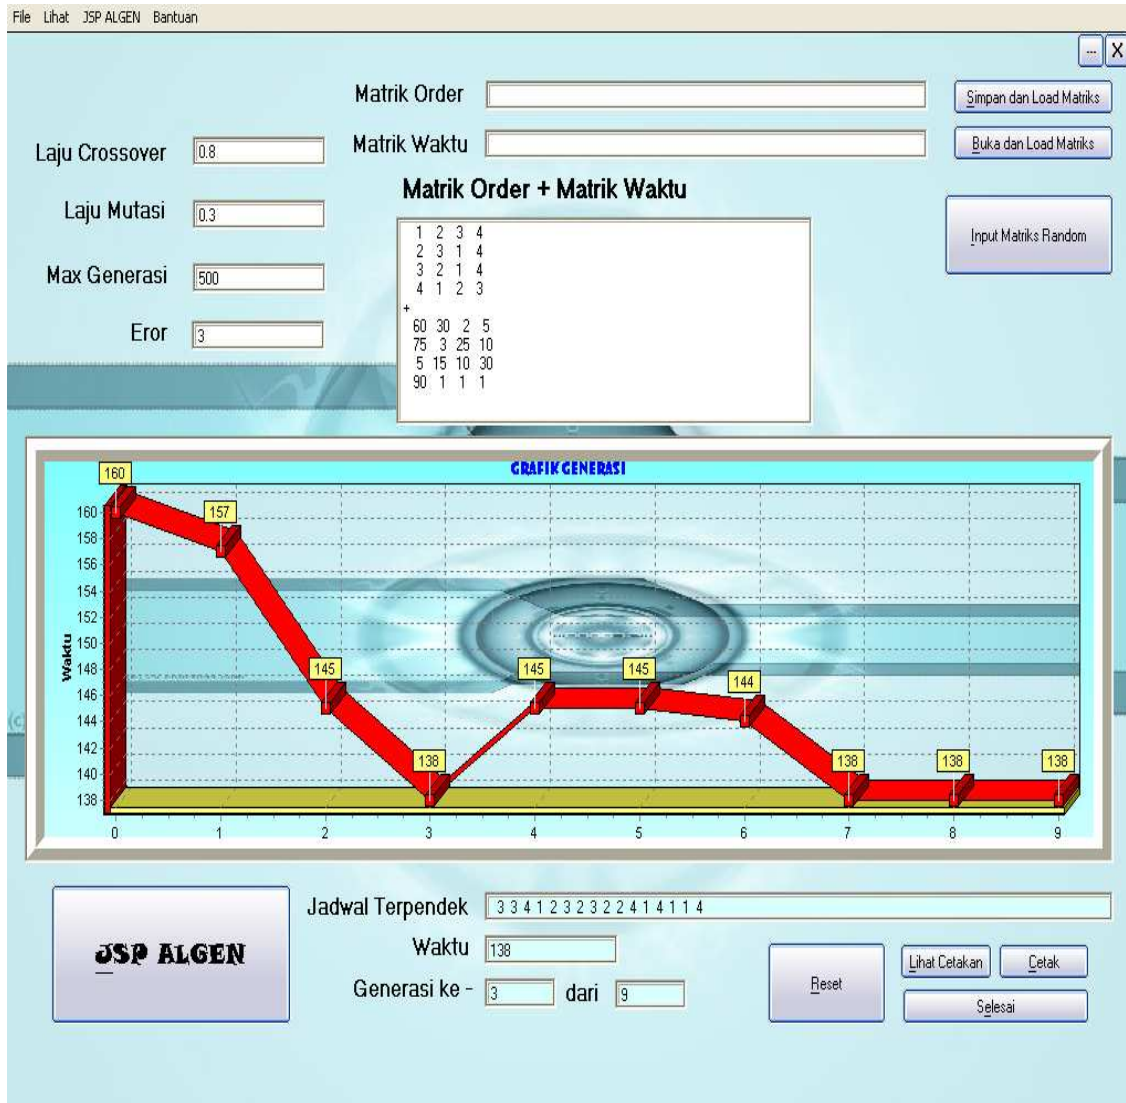 File Lihat JSP ALGEN Bantuan
... X
Matrik Order
Simpan dan Load Matriks
Matrik Waktu
Buka dan Load Matriks
Laju Crossover 0.8
Laju Mutasi 0.3
Max Generasi 500
Eror 3
Matrik Order + Matrik Waktu
1 2 3 4
2 3 1 4
3 2 1 4
4 1 2 3
+
60 30 2 5
75 3 25 10
5 15 10 30
90 1 1 1
Input Matriks Random
GRAFIK GENERASI
Waktu
160
158
156
154
152
150
148
146
144
142
140
138
160 157 145 138 145 145 144 138 138 138
0 1 2 3 4 5 6 7 8 9
(c)
JSP ALGEN
Jadwal Terpendek 3 3 4 1 2 3 2 3 2 2 4 1 4 1 1 4
Waktu 138
Generasi ke - 3 dari 9
Reset
Lihat Cetakan
Cetak
Selesai